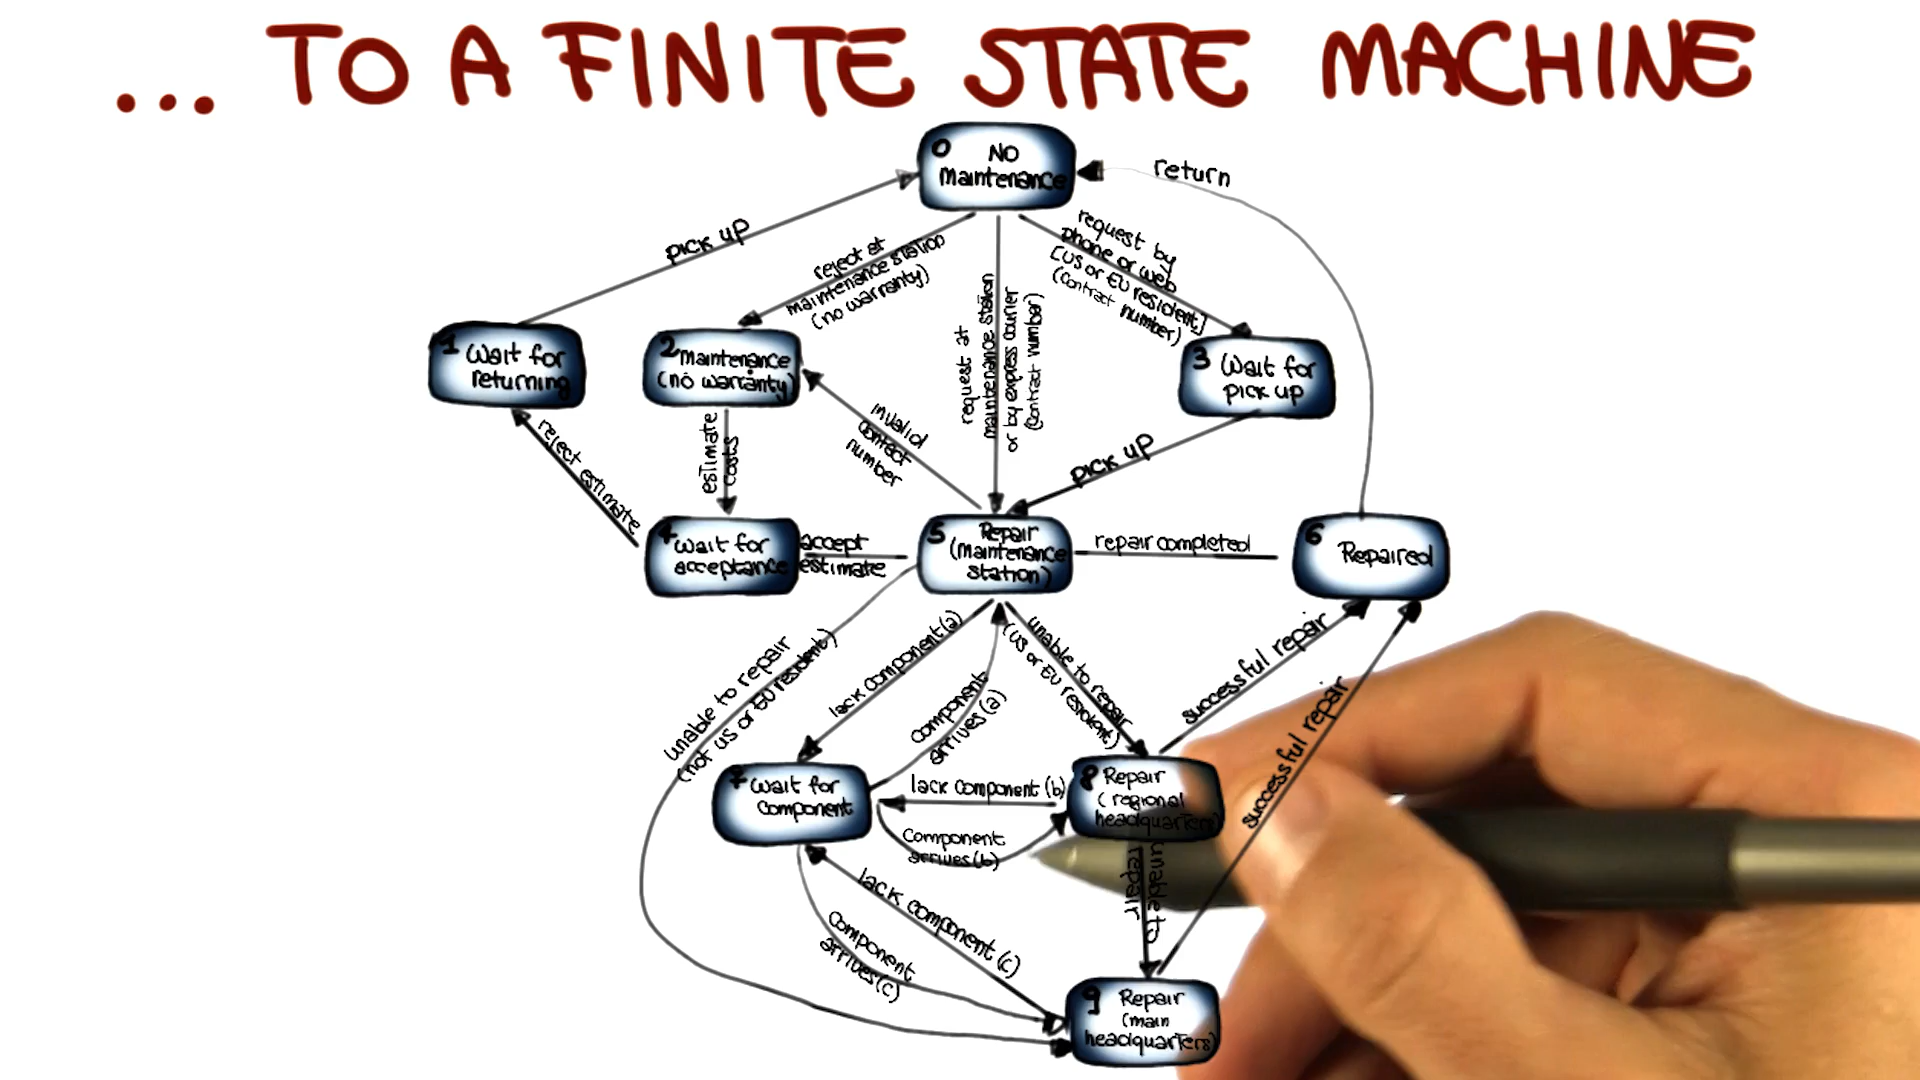 ... TO A FINITE STATE MACHINE
0 NO
maintenance
return
pick up
reject at
maintenance station
(no warranty)
request at
maintenance station
or by express courier
(contract number)
request by
phone or web
[US or EU resident]
(contract number)
1 Wait for
returning
2 maintenance
(no warranty)
3 Wait for
pick up
reject estimate
estimate
costs
invalid
contact
number
pick up
4 wait for
acceptance
accept
estimate
5 Repair
(maintenance
station)
repair completed
6 Repaired
unable to repair
(not US or EU resident)
lack component (a)
component
arrives (a)
unable to repair
(US or EU resident)
successful repair
successful repair
7 wait for
component
lack component (b)
component
arrives (b)
8 Repair
(regional
headquarters)
unable to
repair
lack component (c)
component
arrives (c)
9 Repair
(main
headquarters)